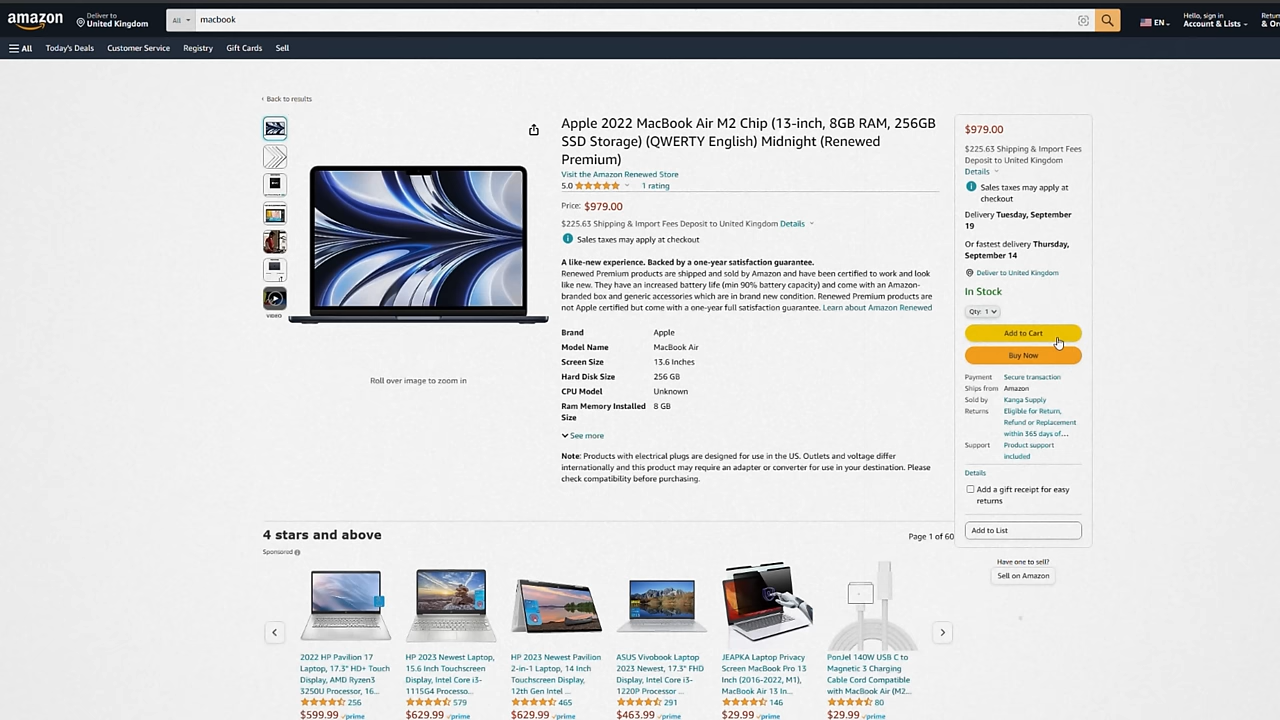 amazon
Deliver to
United Kingdom
All
macbook
EN
Hello, sign in
Account & Lists
Retur
& Or
All
Today's Deals
Customer Service
Registry
Gift Cards
Sell
‹ Back to results
Apple 2022 MacBook Air M2 Chip (13-inch, 8GB RAM, 256GB
SSD Storage) (QWERTY English) Midnight (Renewed
Premium)
Visit the Amazon Renewed Store
5.0
1 rating
Price: $979.00
$225.63 Shipping & Import Fees Deposit to United Kingdom Details
Sales taxes may apply at checkout
A like-new experience. Backed by a one-year satisfaction guarantee.
Renewed Premium products are shipped and sold by Amazon and have been certified to work and look
like new. They have an increased battery life (min 90% battery capacity) and come with an Amazon-
branded box and generic accessories which are in brand new condition. Renewed Premium products are
not Apple certified but come with a one-year full satisfaction guarantee. Learn about Amazon Renewed
Brand Apple
Model Name MacBook Air
Screen Size 13.6 Inches
Hard Disk Size 256 GB
CPU Model Unknown
Ram Memory Installed 8 GB
Size
See more
Note: Products with electrical plugs are designed for use in the US. Outlets and voltage differ
internationally and this product may require an adapter or converter for use in your destination. Please
check compatibility before purchasing.
VIDEO
Roll over image to zoom in
$979.00
$225.63 Shipping & Import Fees
Deposit to United Kingdom
Details
Sales taxes may apply at
checkout
Delivery Tuesday, September
19
Or fastest delivery Thursday,
September 14
Deliver to United Kingdom
In Stock
Qty: 1
Add to Cart
Buy Now
Payment Secure transaction
Ships from Amazon
Sold by Kanga Supply
Returns Eligible for Return,
Refund or Replacement
within 365 days of...
Support Product support
included
Details
Add a gift receipt for easy
returns
Add to List
Have one to sell?
Sell on Amazon
4 stars and above
Page 1 of 60
Sponsored
2022 HP Pavilion 17
Laptop, 17.3" HD+ Touch
Display, AMD Ryzen3
3250U Processor, 16...
256
$599.99 prime
HP 2023 Newest Laptop,
15.6 Inch Touchscreen
Display, Intel Core i3-
1115G4 Processo...
579
$629.99 prime
HP 2023 Newest Pavilion
2-in-1 Laptop, 14 Inch
Touchscreen Display,
12th Gen Intel ...
465
$629.99 prime
ASUS Vivobook Laptop
2023 Newest, 17.3" FHD
Display, Intel Core i3-
1220P Processor ...
291
$463.99 prime
JEAPKA Laptop Privacy
Screen MacBook Pro 13
Inch (2016-2022, M1),
MacBook Air 13 In...
146
$29.99 prime
PonJel 140W USB C to
Magnetic 3 Charging
Cable Cord Compatible
with MacBook Air (M2...
80
$29.99 prime